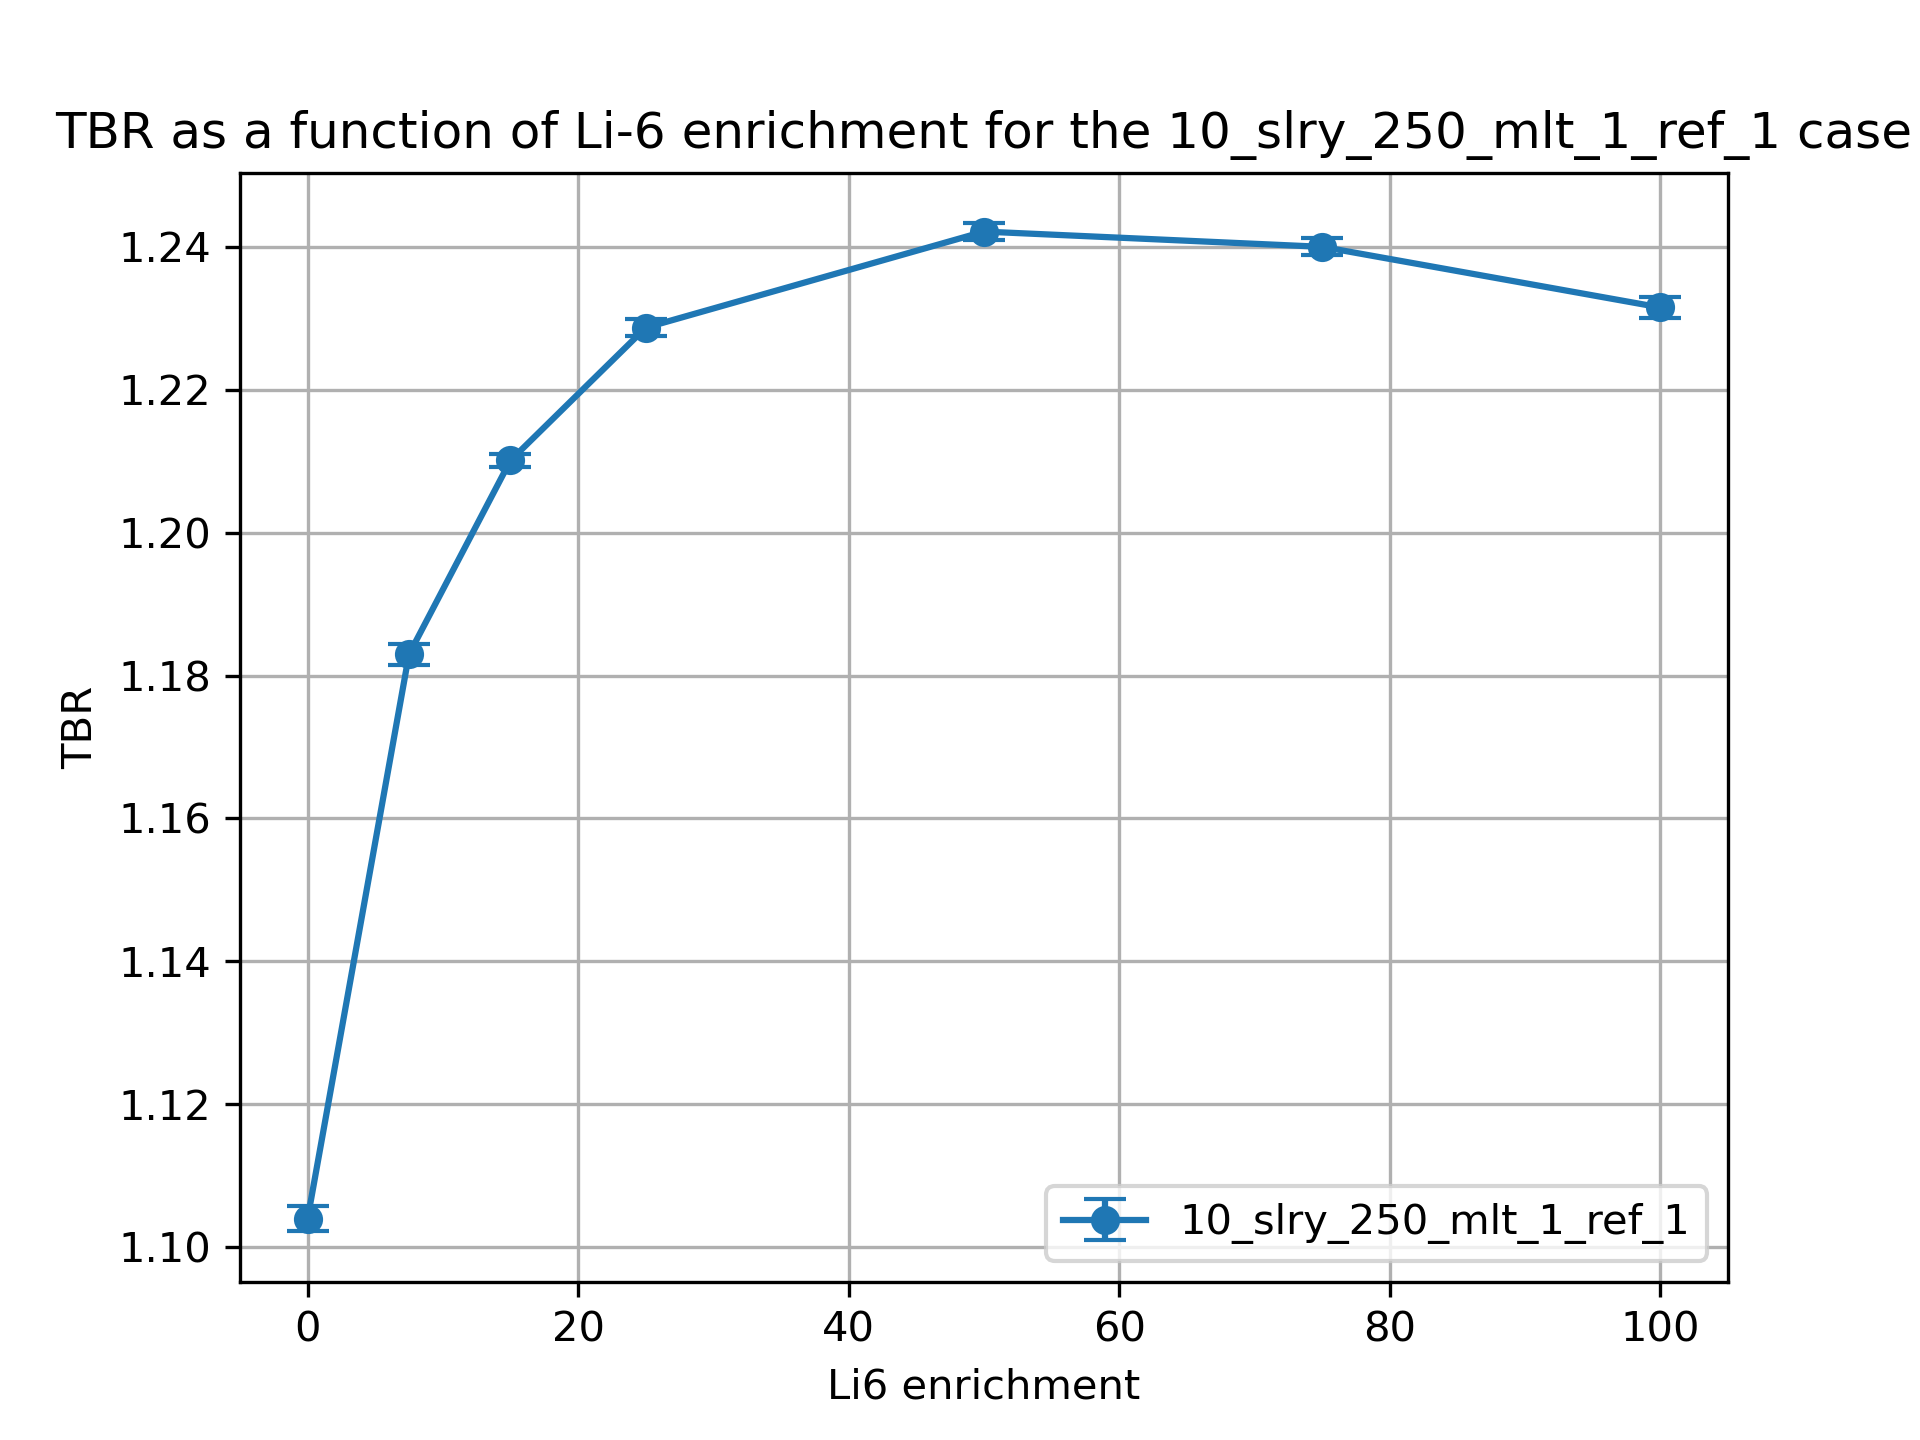 TBR as a function of Li-6 enrichment for the 10_slry_250_mlt_1_ref_1 case
1.24
1.22
1.20
1.18
1.16
1.14
1.12
1.10
TBR
10_slry_250_mlt_1_ref_1
0 20 40 60 80 100
Li6 enrichment